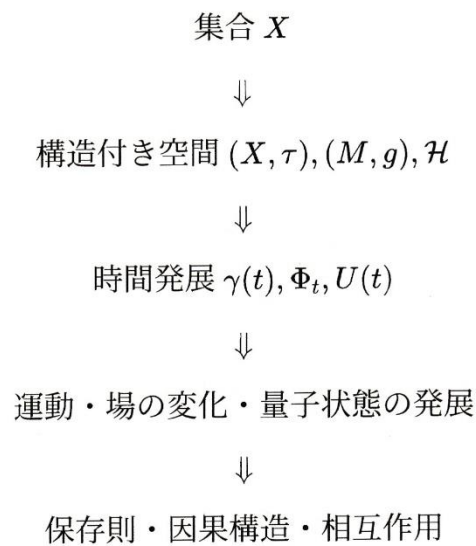 集合 X
⇓
構造付き空間 (X, τ), (M, g), ℋ
⇓
時間発展 γ(t), Φₜ, U(t)
⇓
運動・場の変化・量子状態の発展
⇓
保存則・因果構造・相互作用